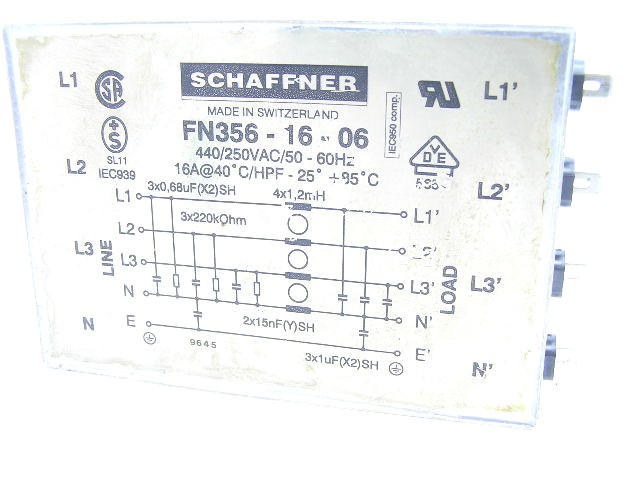 SCHAFFNER
MADE IN SWITZERLAND
FN356 - 16 - 06
440/250VAC/50 - 60Hz
16A@40°C/HPF - 25° +85°C
IEC950 comp.
L1
L2
L3
N
SL11
IEC939
L1'
L2'
L3'
N'
VDE
3x0,68uF(X2)SH
4x1,2mH
3x220kOhm
LINE
L1
L2
L3
N
E
L1'
L2'
L3'
N'
E'
LOAD
2x15nF(Y)SH
9645
3x1uF(X2)SH